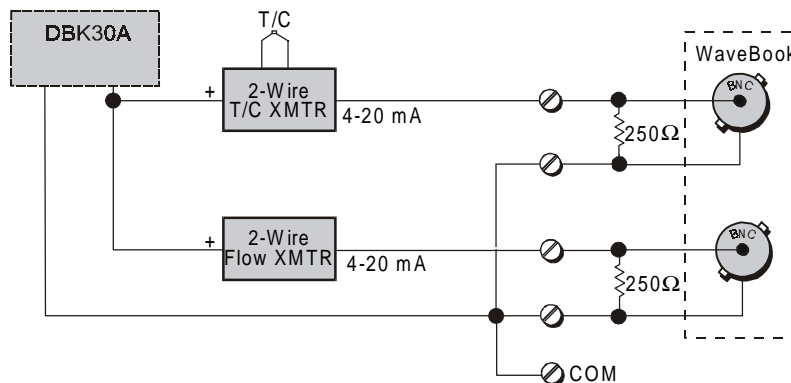 DBK30A
T/C
WaveBook
+
2-Wire
T/C XMTR
4-20 mA
BNC
250Ω
+
2-Wire
Flow XMTR
4-20 mA
BNC
250Ω
COM